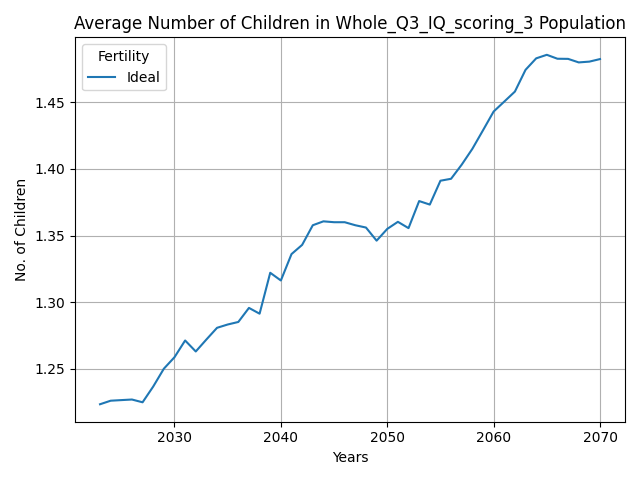 Average Number of Children in Whole_Q3_IQ_scoring_3 Population
Fertility
Ideal
No. of Children
1.45
1.40
1.35
1.30
1.25
2030 2040 2050 2060 2070
Years